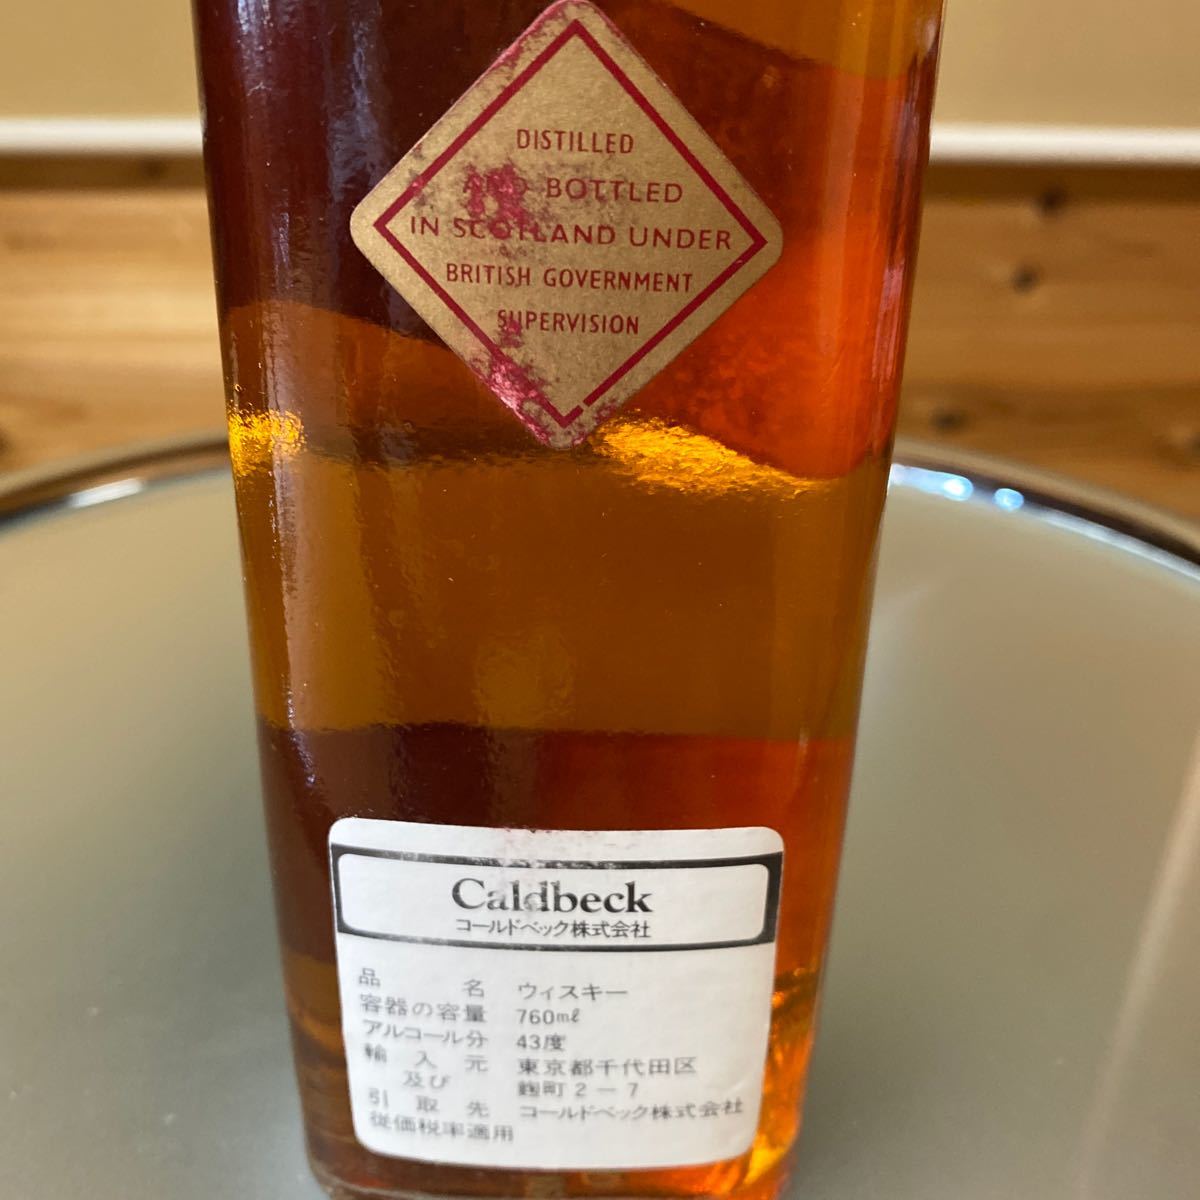 DISTILLED
AND BOTTLED
IN SCOTLAND UNDER
BRITISH GOVERNMENT
SUPERVISION
Caldbeck
コールドベック株式会社
品名 ウィスキー
容器の容量 760mℓ
アルコール分 43度
輸入元 東京都千代田区
及び 麹町2-7
引取先 コールドベック株式会社
従価税率適用